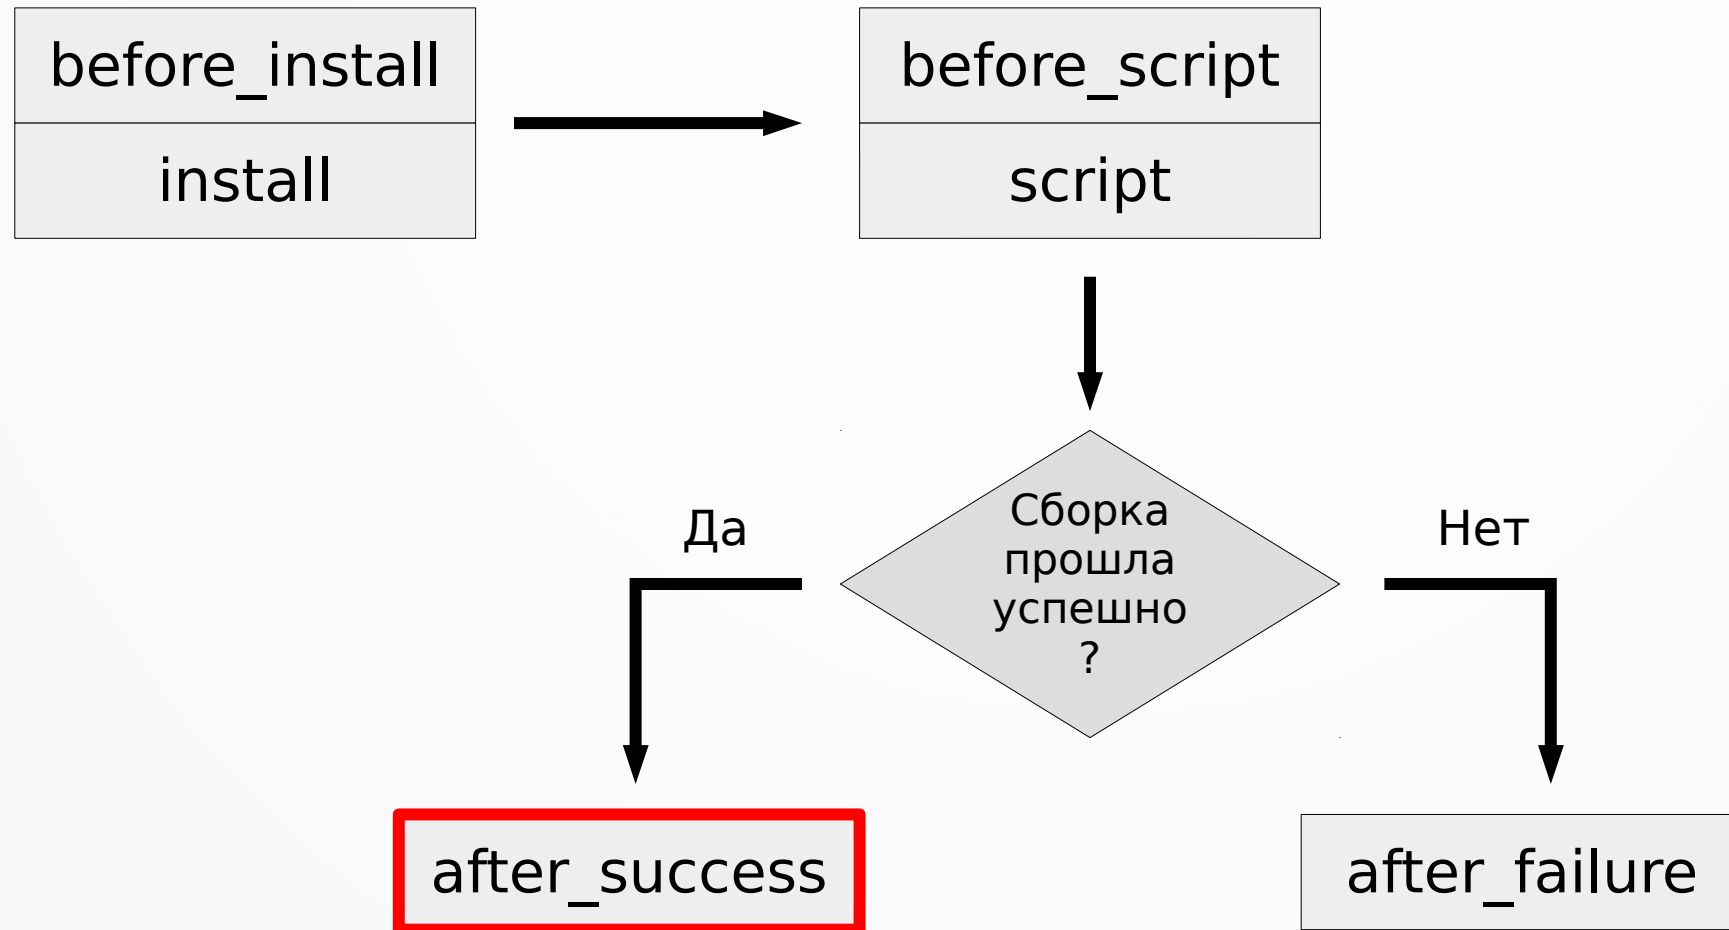 before_install
install
before_script
script
Сборка
прошла
успешно
?
Да
Нет
after_success
after_failure